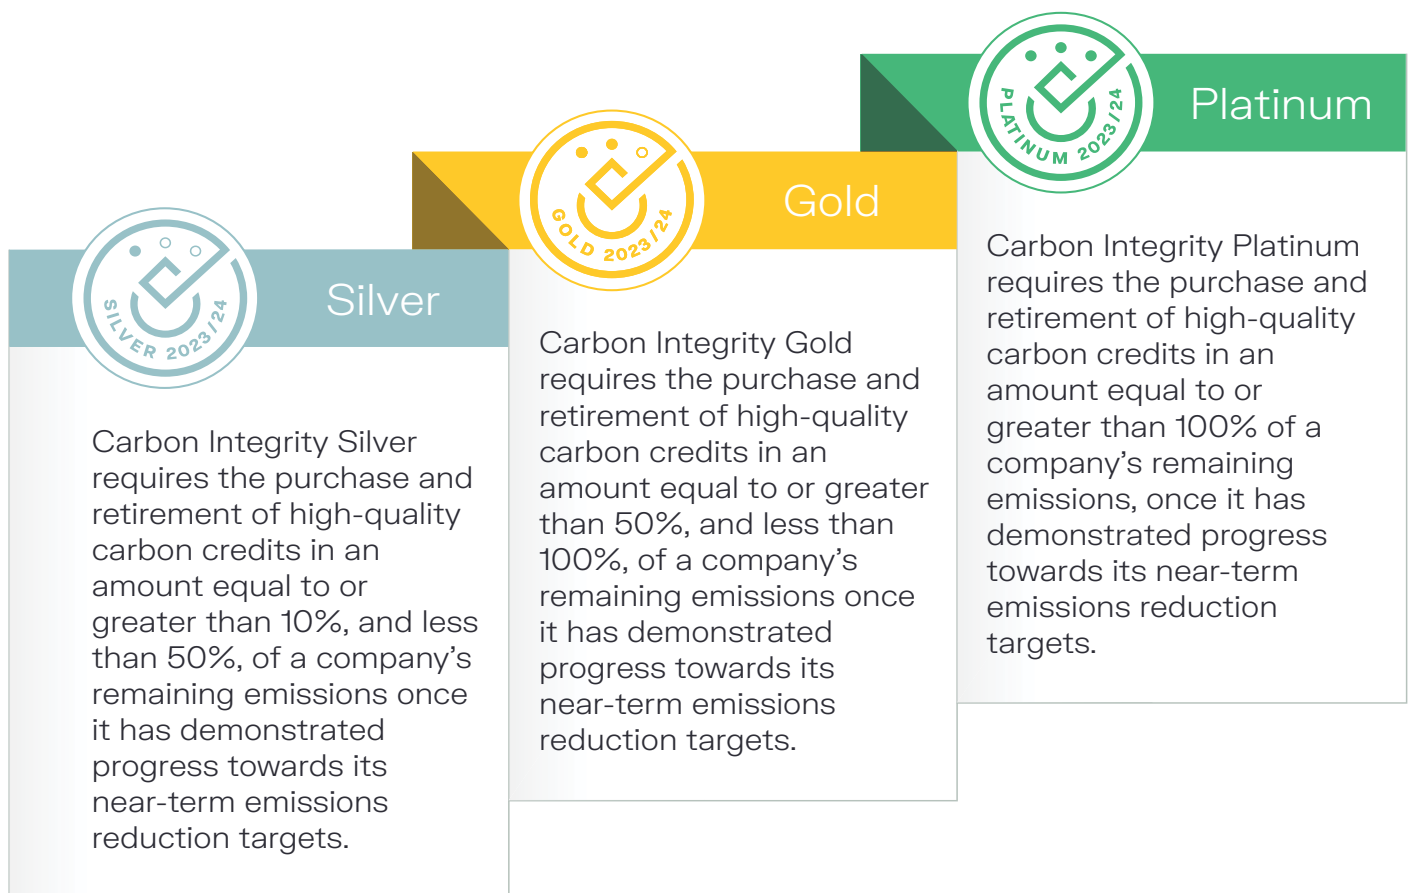 Silver
SILVER 2023/24
Carbon Integrity Silver
requires the purchase and
retirement of high-quality
carbon credits in an
amount equal to or
greater than 10%, and less
than 50%, of a company’s
remaining emissions once
it has demonstrated
progress towards its
near-term emissions
reduction targets.
Gold
GOLD 2023/24
Carbon Integrity Gold
requires the purchase and
retirement of high-quality
carbon credits in an
amount equal to or greater
than 50%, and less than
100%, of a company’s
remaining emissions once
it has demonstrated
progress towards its
near-term emissions
reduction targets.
Platinum
PLATINUM 2023/24
Carbon Integrity Platinum
requires the purchase and
retirement of high-quality
carbon credits in an
amount equal to or
greater than 100% of a
company’s remaining
emissions, once it has
demonstrated progress
towards its near-term
emissions reduction
targets.